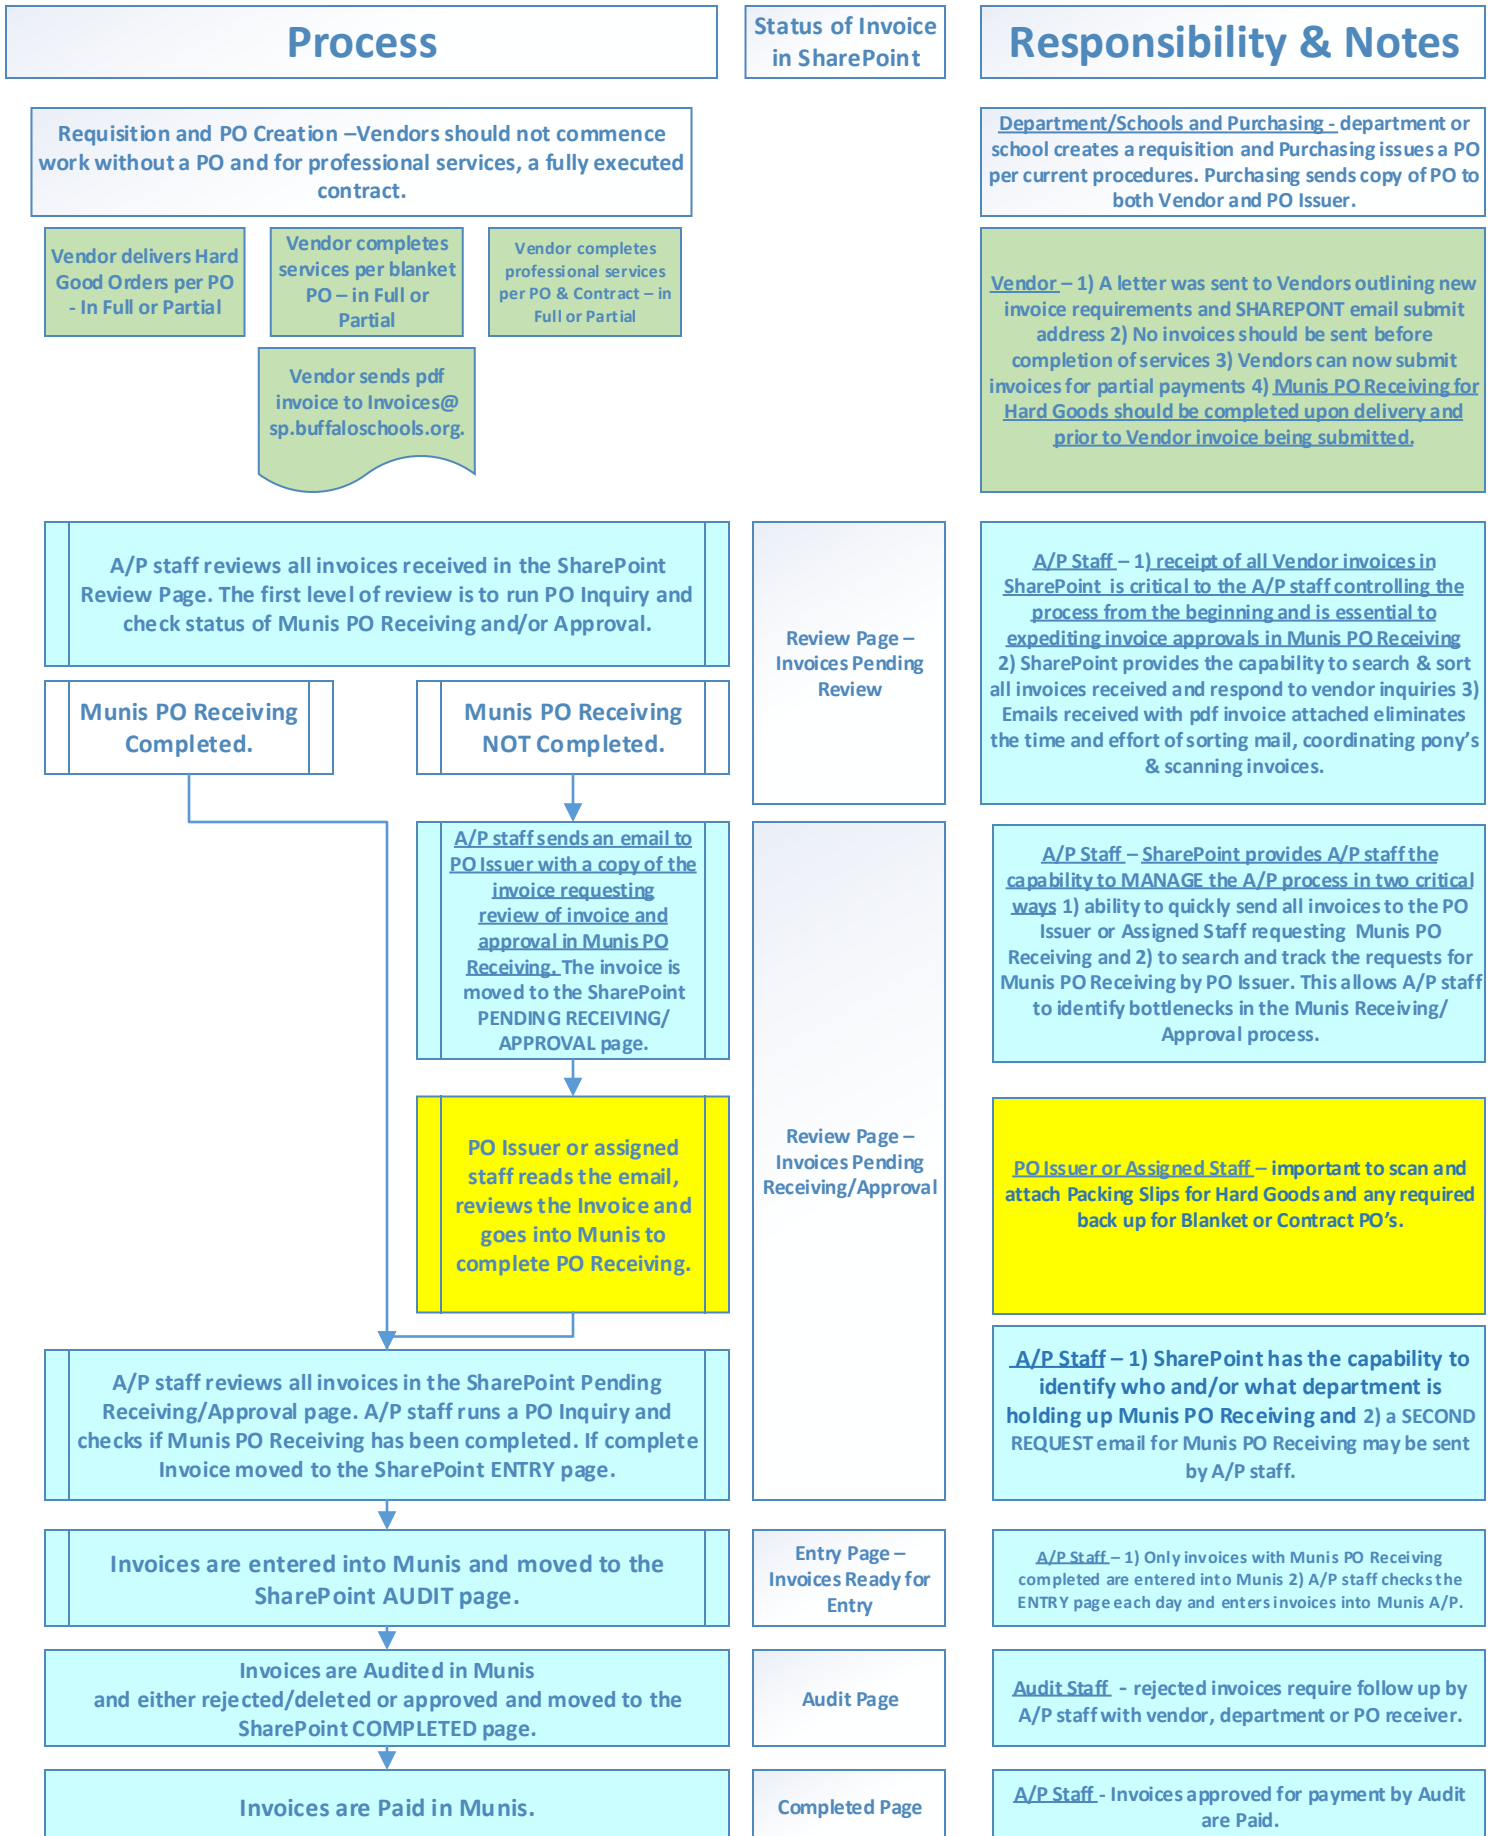 Process
Status of Invoice
in SharePoint
Responsibility & Notes
Requisition and PO Creation –Vendors should not commence
work without a PO and for professional services, a fully executed
contract.
Department/Schools and Purchasing - department or
school creates a requisition and Purchasing issues a PO
per current procedures. Purchasing sends copy of PO to
both Vendor and PO Issuer.
Vendor delivers Hard
Good Orders per PO
- In Full or Partial
Vendor completes
services per blanket
PO – in Full or
Partial
Vendor completes
professional services
per PO & Contract – in
Full or Partial
Vendor sends pdf
invoice to Invoices@
sp.buffaloschools.org.
Vendor – 1) A letter was sent to Vendors outlining new
invoice requirements and SHAREPONT email submit
address 2) No invoices should be sent before
completion of services 3) Vendors can now submit
invoices for partial payments 4) Munis PO Receiving for
Hard Goods should be completed upon delivery and
prior to Vendor invoice being submitted.
A/P staff reviews all invoices received in the SharePoint
Review Page. The first level of review is to run PO Inquiry and
check status of Munis PO Receiving and/or Approval.
Munis PO Receiving
Completed.
Munis PO Receiving
NOT Completed.
Review Page –
Invoices Pending
Review
A/P Staff – 1) receipt of all Vendor invoices in
SharePoint is critical to the A/P staff controlling the
process from the beginning and is essential to
expediting invoice approvals in Munis PO Receiving
2) SharePoint provides the capability to search & sort
all invoices received and respond to vendor inquiries 3)
Emails received with pdf invoice attached eliminates
the time and effort of sorting mail, coordinating pony's
& scanning invoices.
A/P staff sends an email to
PO Issuer with a copy of the
invoice requesting
review of invoice and
approval in Munis PO
Receiving. The invoice is
moved to the SharePoint
PENDING RECEIVING/
APPROVAL page.
A/P Staff – SharePoint provides A/P staff the
capability to MANAGE the A/P process in two critical
ways 1) ability to quickly send all invoices to the PO
Issuer or Assigned Staff requesting Munis PO
Receiving and 2) to search and track the requests for
Munis PO Receiving by PO Issuer. This allows A/P staff
to identify bottlenecks in the Munis Receiving/
Approval process.
PO Issuer or assigned
staff reads the email,
reviews the Invoice and
goes into Munis to
complete PO Receiving.
Review Page –
Invoices Pending
Receiving/Approval
PO Issuer or Assigned Staff – important to scan and
attach Packing Slips for Hard Goods and any required
back up for Blanket or Contract PO's.
A/P staff reviews all invoices in the SharePoint Pending
Receiving/Approval page. A/P staff runs a PO Inquiry and
checks if Munis PO Receiving has been completed. If complete
Invoice moved to the SharePoint ENTRY page.
A/P Staff – 1) SharePoint has the capability to
identify who and/or what department is
holding up Munis PO Receiving and 2) a SECOND
REQUEST email for Munis PO Receiving may be sent
by A/P staff.
Invoices are entered into Munis and moved to the
SharePoint AUDIT page.
Entry Page –
Invoices Ready for
Entry
A/P Staff – 1) Only invoices with Munis PO Receiving
completed are entered into Munis 2) A/P staff checks the
ENTRY page each day and enters invoices into Munis A/P.
Invoices are Audited in Munis
and either rejected/deleted or approved and moved to the
SharePoint COMPLETED page.
Audit Page
Audit Staff - rejected invoices require follow up by
A/P staff with vendor, department or PO receiver.
Invoices are Paid in Munis.
Completed Page
A/P Staff - Invoices approved for payment by Audit
are Paid.